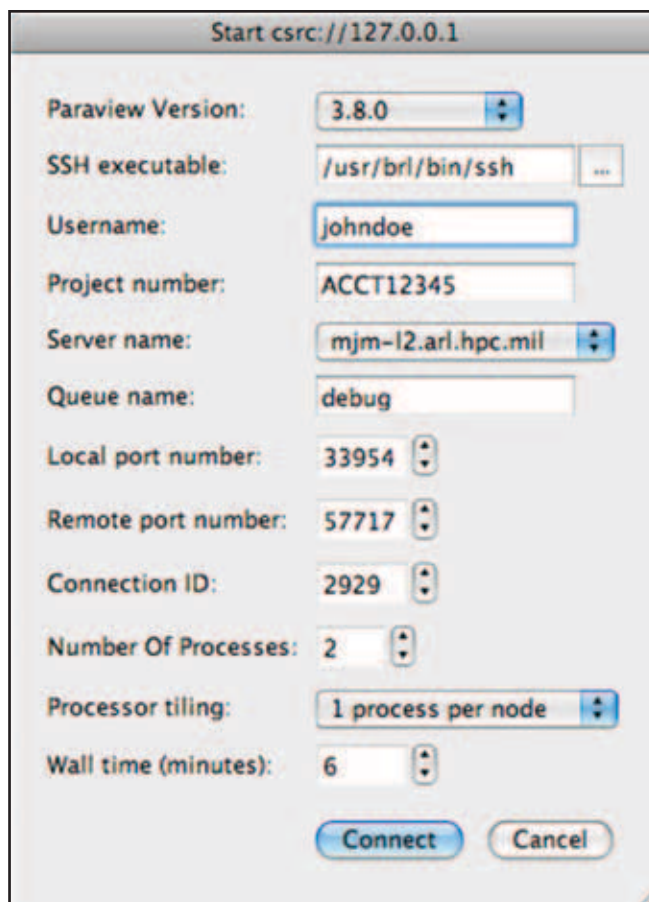 Start csrc://127.0.0.1
Paraview Version: 3.8.0
SSH executable: /usr/brl/bin/ssh ...
Username: johndoe
Project number: ACCT12345
Server name: mjm-l2.arl.hpc.mil
Queue name: debug
Local port number: 33954
Remote port number: 57717
Connection ID: 2929
Number Of Processes: 2
Processor tiling: 1 process per node
Wall time (minutes): 6
Connect Cancel